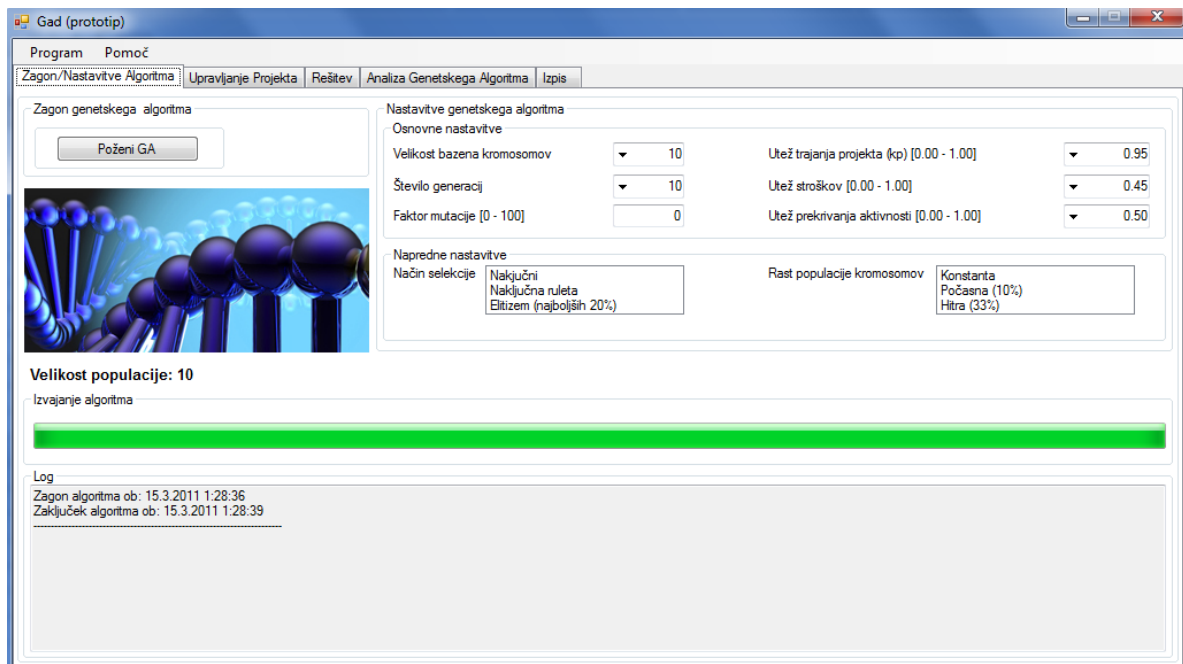 Gad (prototip)
Program Pomoč
Zagon/Nastavitve Algoritma Upravljanje Projekta Rešitev Analiza Genetskega Algoritma Izpis
Zagon genetskega algoritma
Poženi GA
Nastavitve genetskega algoritma
Osnovne nastavitve
Velikost bazena kromosomov 10
Število generacij 10
Faktor mutacije [0 - 100] 0
Utež trajanja projekta (kp) [0.00 - 1.00] 0.95
Utež stroškov [0.00 - 1.00] 0.45
Utež prekrivanja aktivnosti [0.00 - 1.00] 0.50
Napredne nastavitve
Način selekcije
Nakjučni
Naključna ruleta
Elitizem (najboljših 20%)
Rast populacije kromosomov
Konstanta
Počasna (10%)
Hitra (33%)
Velikost populacije: 10
Izvajanje algoritma
Log
Zagon algoritma ob: 15.3.2011 1:28:36
Zaključek algoritma ob: 15.3.2011 1:28:39
--------------------------------------------------------------------------------